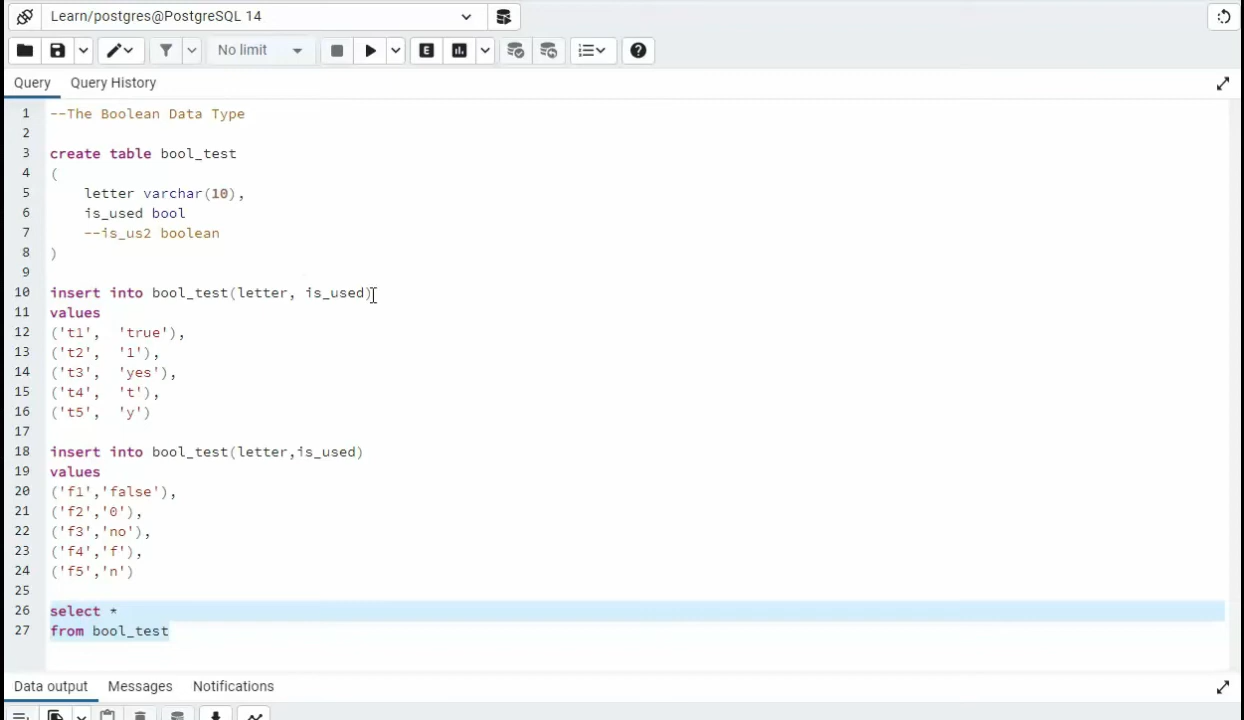 Learn/postgres@PostgreSQL 14
No limit
E
Query Query History
1 --The Boolean Data Type
2
3 create table bool_test
4 (
5 letter varchar(10),
6 is_used bool
7 --is_us2 boolean
8 )
9
10 insert into bool_test(letter, is_used)
11 values
12 ('t1', 'true'),
13 ('t2', '1'),
14 ('t3', 'yes'),
15 ('t4', 't'),
16 ('t5', 'y')
17
18 insert into bool_test(letter,is_used)
19 values
20 ('f1','false'),
21 ('f2','0'),
22 ('f3','no'),
23 ('f4','f'),
24 ('f5','n')
25
26 select *
27 from bool_test
Data output Messages Notifications